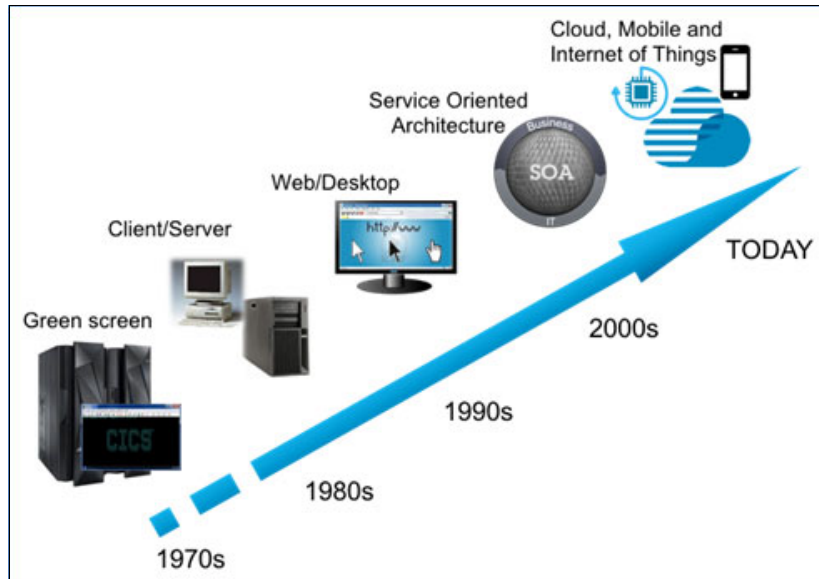 Cloud, Mobile and
Internet of Things
Service Oriented
Architecture
Business
SOA
IT
Web/Desktop
http://www
Client/Server
Green screen
CICS
TODAY
2000s
1990s
1980s
1970s